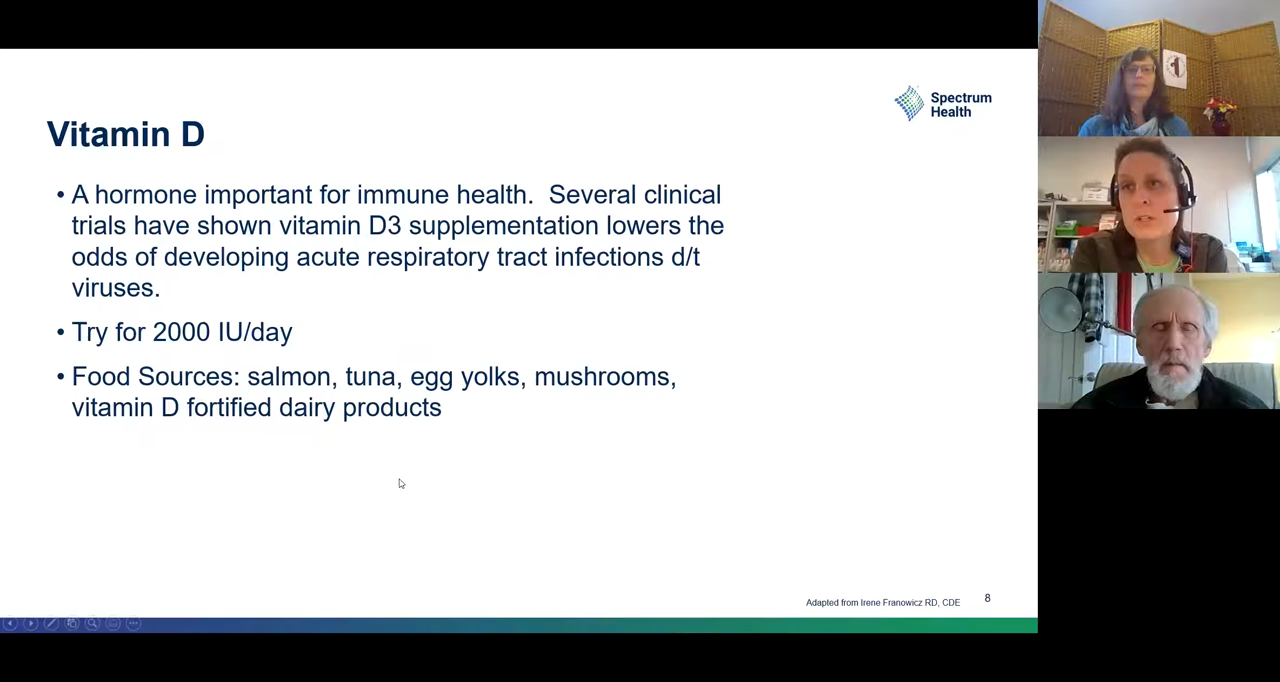 Spectrum
Health
Vitamin D
• A hormone important for immune health.  Several clinical
trials have shown vitamin D3 supplementation lowers the
odds of developing acute respiratory tract infections d/t
viruses.
• Try for 2000 IU/day
• Food Sources: salmon, tuna, egg yolks, mushrooms,
vitamin D fortified dairy products
Adapted from Irene Franowicz RD, CDE
8